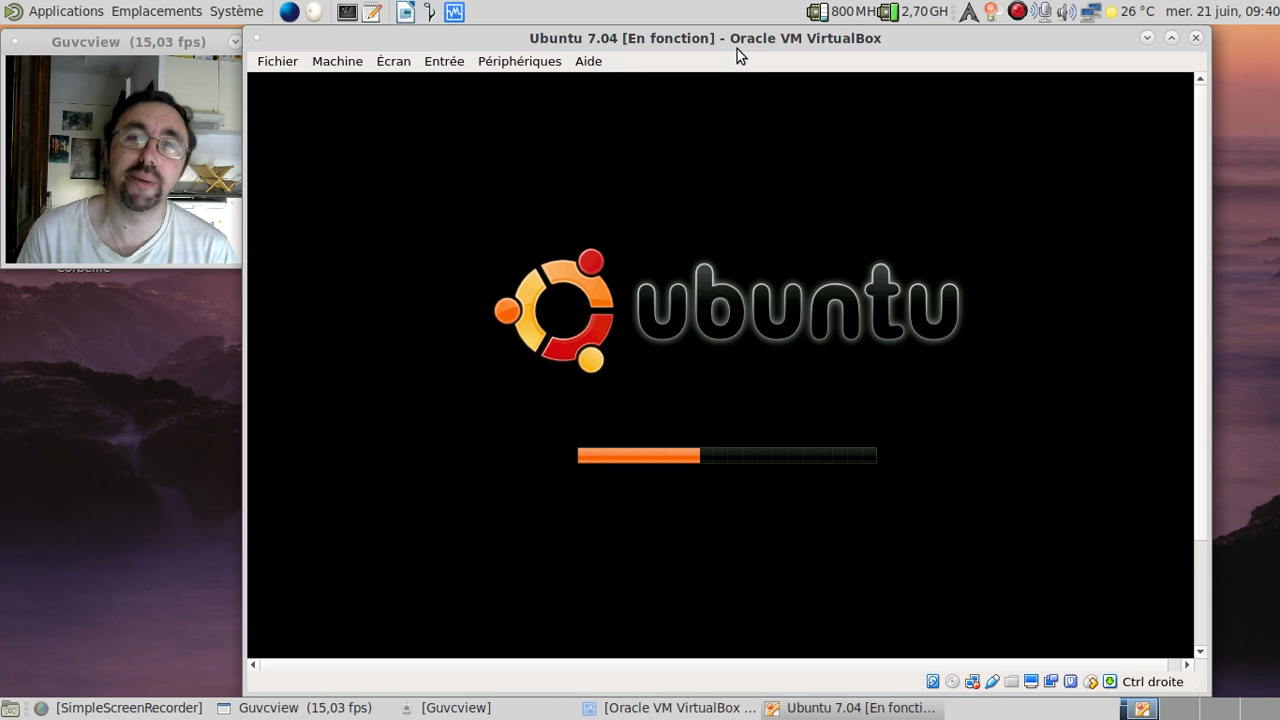 Applications Emplacements Système
800 MH 2,70 GH 26 °C mer. 21 juin, 09:40
Guvcview (15,03 fps)
Ubuntu 7.04 [En fonction] - Oracle VM VirtualBox
Fichier Machine Écran Entrée Périphériques Aide
ubuntu
Ctrl droite
[SimpleScreenRecorder] Guvcview (15,03 fps) [Guvcview] [Oracle VM VirtualBox ... Ubuntu 7.04 [En foncti...